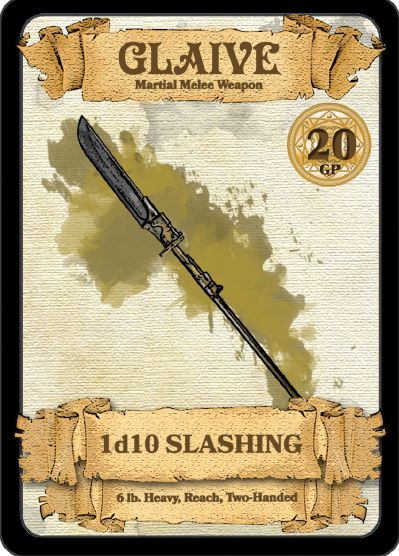 GLAIVE
Martial Melee Weapon
20
GP
1d10 SLASHING
6 lb. Heavy, Reach, Two-Handed